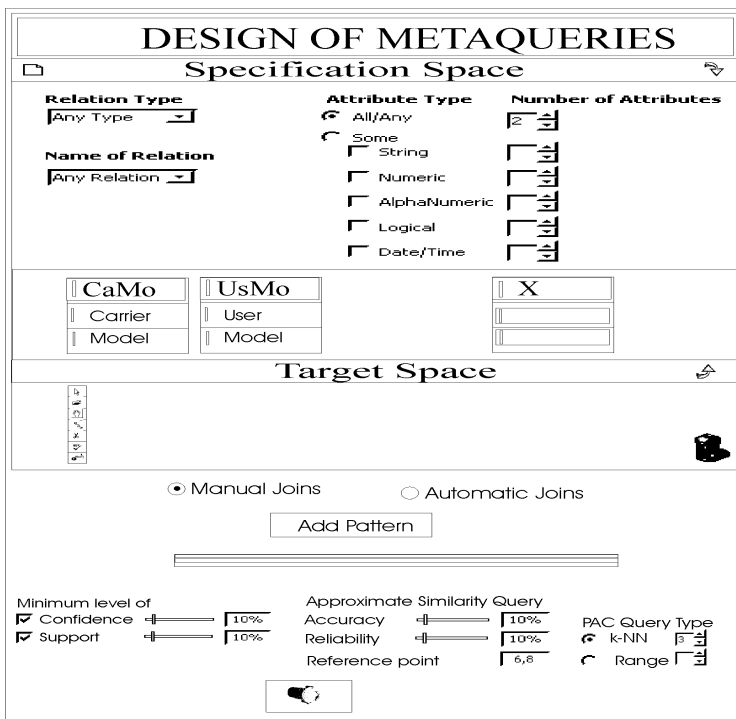 DESIGN OF METAQUERIES
Specification Space
Relation Type Attribute Type Number of Attributes
Any Type All/Any 2
Some
Name of Relation String
Any Relation Numeric
AlphaNumeric
Logical
Date/Time
CaMo UsMo X
Carrier User
Model Model
Target Space
Manual Joins Automatic Joins
Add Pattern
Minimum level of Approximate Similarity Query
Confidence 10% Accuracy 10% PAC Query Type
Support 10% Reliability 10% k-NN 3
Reference point 6,8 Range